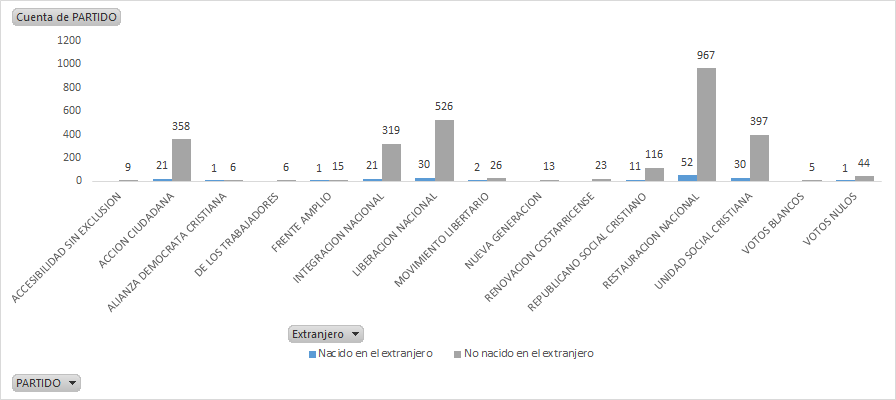 Cuenta de PARTIDO
1200
1000
800
600
400
200
0
9
21 358
1 6
6
1 15
21 319
30 526
2 26
13
23
11 116
52 967
30 397
5
1 44
ACCESIBILIDAD SIN EXCLUSION
ACCION CIUDADANA
ALIANZA DEMOCRATA CRISTIANA
DE LOS TRABAJADORES
FRENTE AMPLIO
INTEGRACION NACIONAL
LIBERACION NACIONAL
MOVIMIENTO LIBERTARIO
NUEVA GENERACION
RENOVACION COSTARRICENSE
REPUBLICANO SOCIAL CRISTIANO
RESTAURACION NACIONAL
UNIDAD SOCIAL CRISTIANA
VOTOS BLANCOS
VOTOS NULOS
Extranjero
Nacido en el extranjero No nacido en el extranjero
PARTIDO